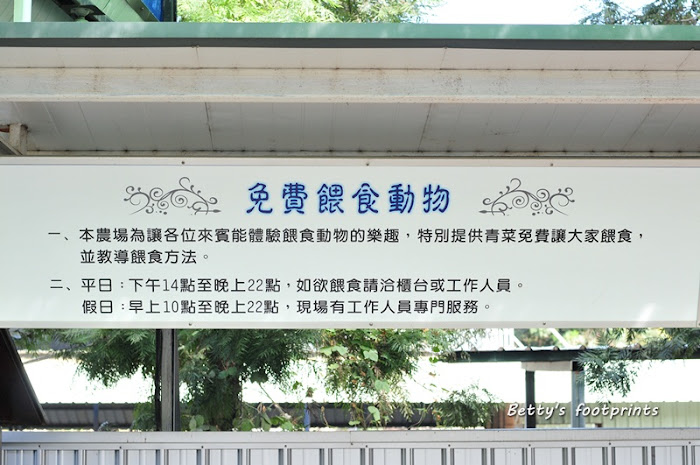 免費餵食動物
一、本農場為讓各位來賓能體驗餵食動物的樂趣，特別提供青菜免費讓大家餵食，
並教導餵食方法。
二、平日：下午14點至晚上22點，如欲餵食請洽櫃台或工作人員。
假日：早上10點至晚上22點，現場有工作人員專門服務。
Betty's footprints